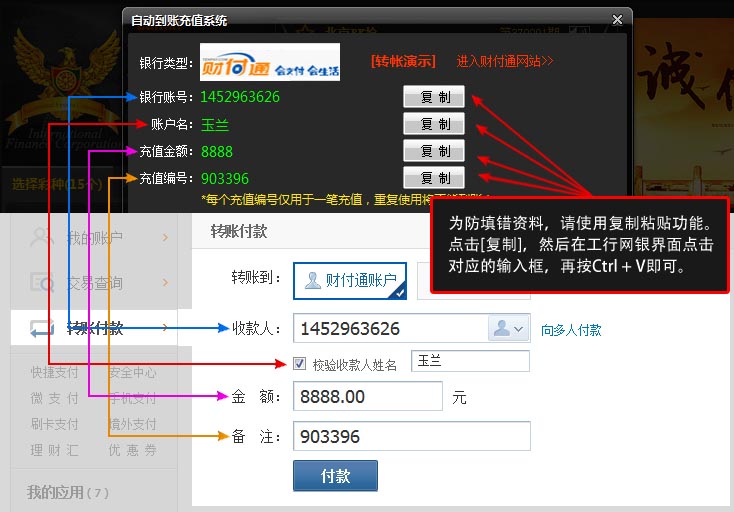 自动到账充值系统
银行类型：
财付通
会支付 会生活
[转帐演示]
进入财付通网站>>
银行账号：
1452963626
复 制
账户名：
玉兰
复 制
充值金额：
8888
复 制
充值编号：
903396
复 制
International
Finance Corporation
选择彩种(15个)
*每个充值编号仅用于一笔充值，重复使用将
为防填错资料，请使用复制粘贴功能。
点击[复制]，然后在工行网银界面点击
对应的输入框，再按Ctrl + V即可。
我的账户
交易查询
转账付款
快捷支付
安全中心
微 支 付
手机支付
刷卡支付
境外支付
理 财 汇
优 惠 券
我的应用(7)
转账付款
转账到：
财付通账户
收款人：
1452963626
向多人付款
校验收款人姓名
玉兰
金 额：
8888.00
元
备 注：
903396
付款